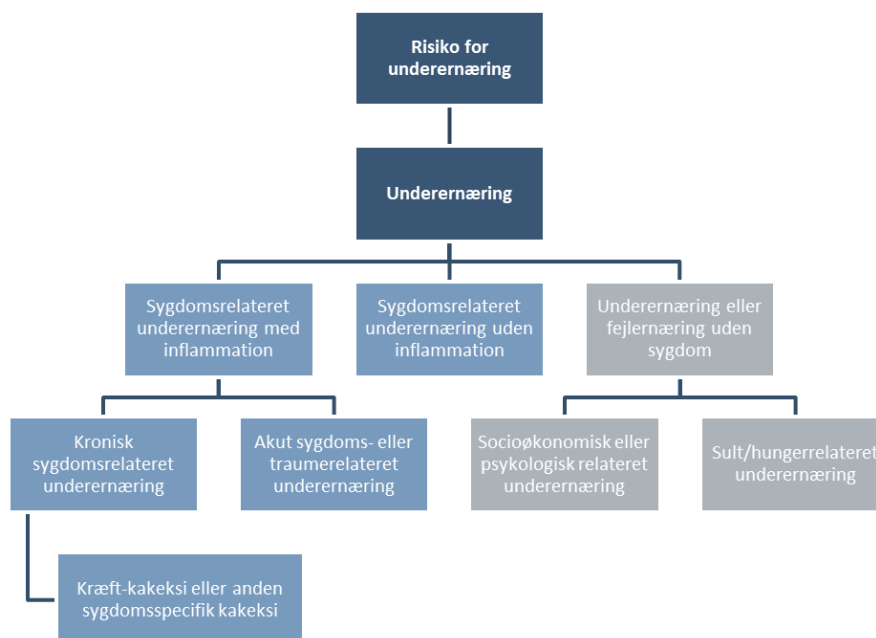 Risiko for
underernæring
Underernæring
Sygdomsrelateret
underernæring med
inflammation
Sygdomsrelateret
underernæring uden
inflammation
Underernæring eller
fejlernæring uden
sygdom
Kronisk
sygdomsrelateret
underernæring
Akut sygdoms- eller
traumerelateret
underernæring
Socioøkonomisk eller
psykologisk relateret
underernæring
Sult/hungerrelateret
underernæring
Kræft-kakeksi eller anden
sygdomsspecifik kakeksi